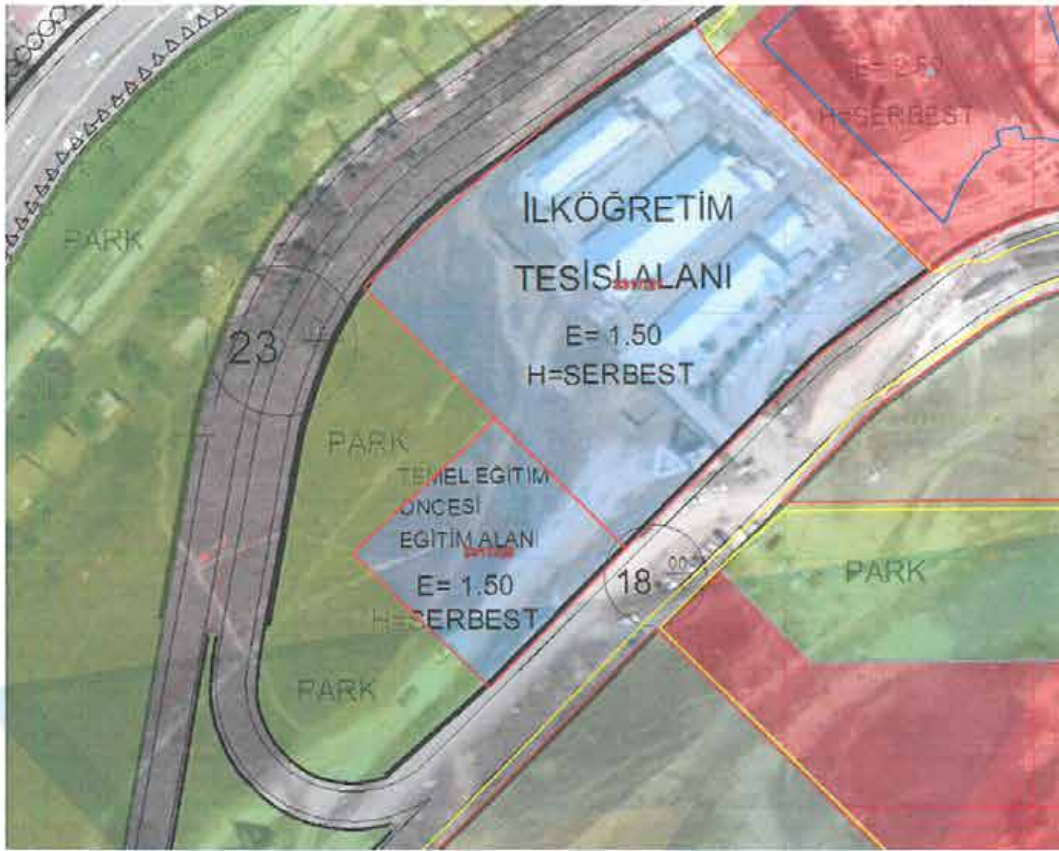 E= 1.50
H=SERBEST
İLKÖĞRETİM
TESİSİ ALANI
E= 1.50
H=SERBEST
PARK
23
PARK
TEMEL EĞİTİM
ÖNCESİ
EĞİTİM ALANI
E= 1.50
H=SERBEST
18
PARK
PARK